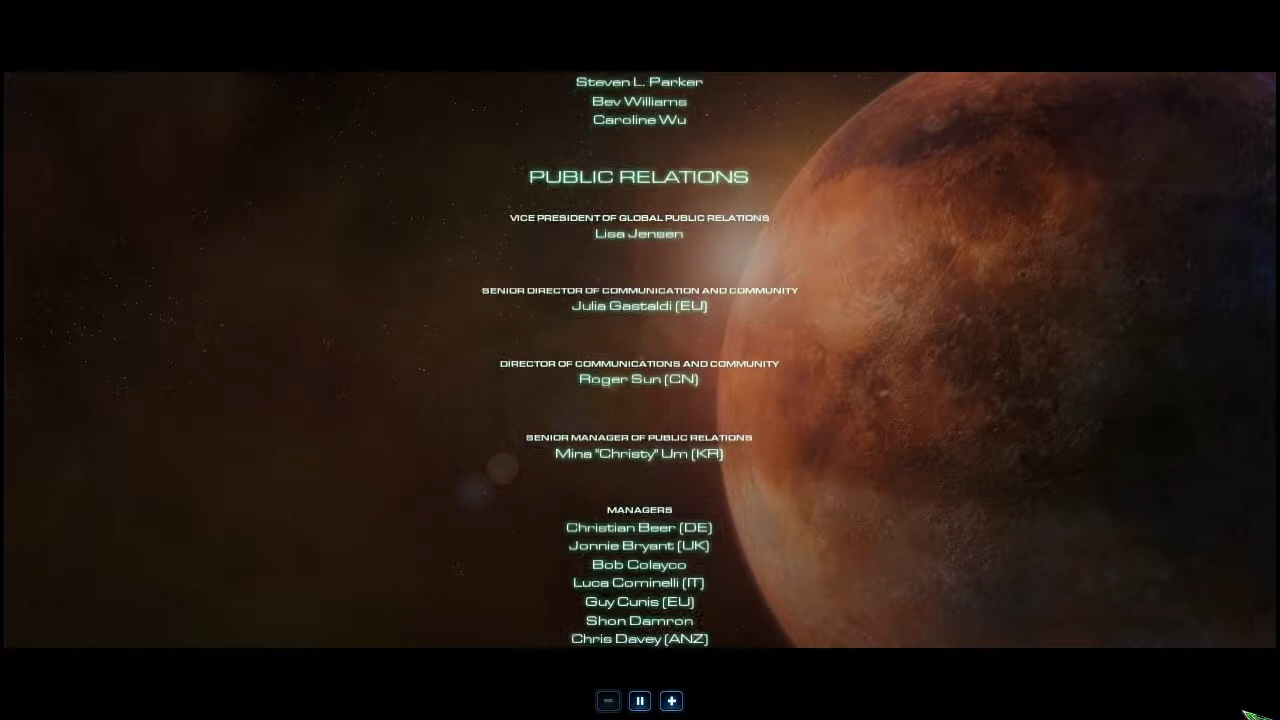 Steven L. Parker
Bev Williams
Caroline Wu
PUBLIC RELATIONS
VICE PRESIDENT OF GLOBAL PUBLIC RELATIONS
Lisa Jensen
SENIOR DIRECTOR OF COMMUNICATION AND COMMUNITY
Julia Gastaldi (EU)
DIRECTOR OF COMMUNICATIONS AND COMMUNITY
Roger Sun (CN)
SENIOR MANAGER OF PUBLIC RELATIONS
Mina "Christy" Um (KR)
MANAGERS
Christian Beer (DE)
Jonnie Bryant (UK)
Bob Colayco
Luca Cominelli (IT)
Guy Cunis (EU)
Shon Damron
Chris Davey (ANZ)